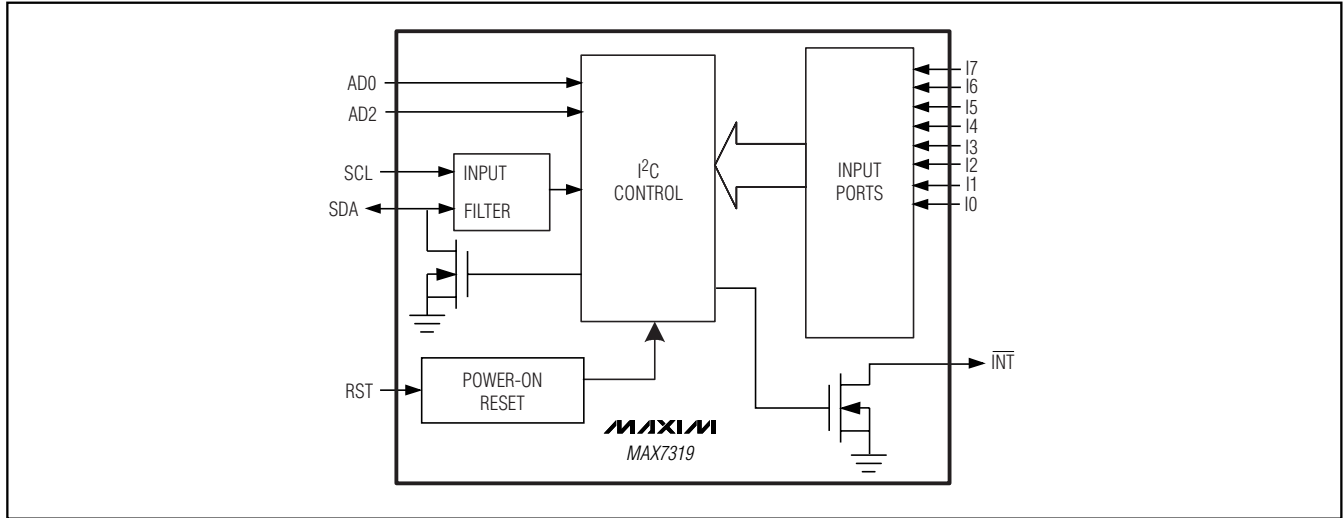 AD0
AD2
SCL
SDA
RST
INPUT
FILTER
I²C
CONTROL
INPUT
PORTS
I7
I6
I5
I4
I3
I2
I1
I0
POWER-ON
RESET
INT
MAXIM
MAX7319